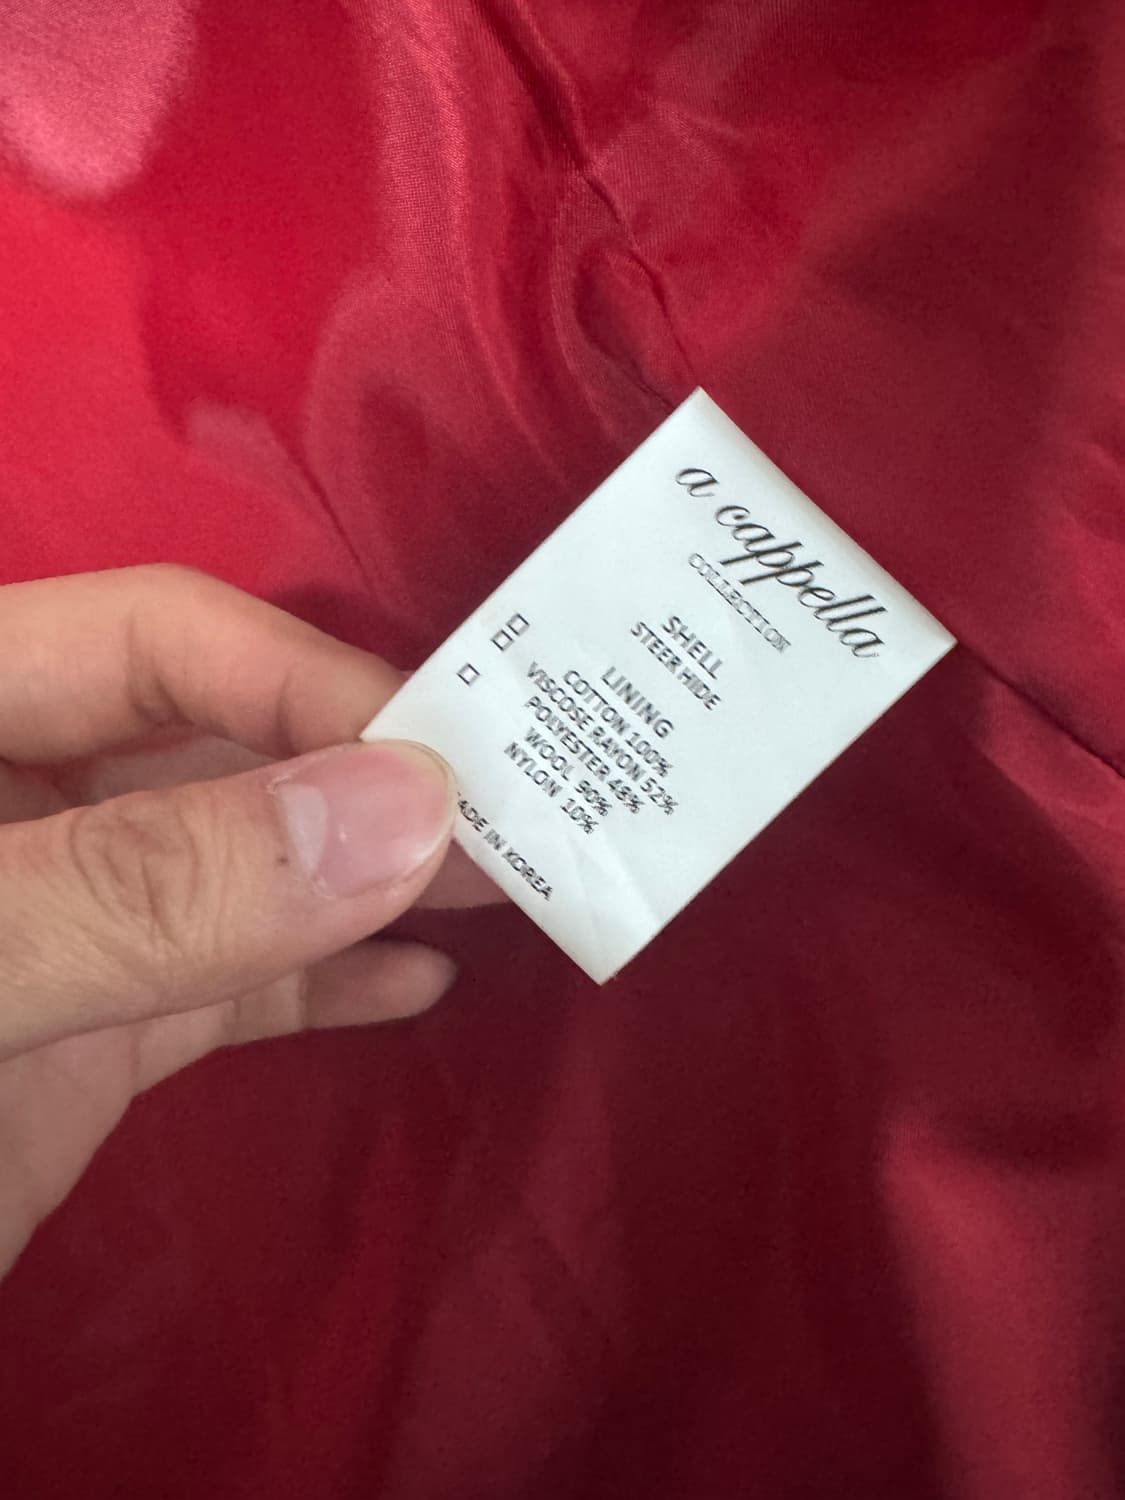 a cappella
COLLECTION
SHELL
STEER HIDE
LINING
□ COTTON 100%
□ VISCOSE RAYON 52%
POLYESTER 48%
□ WOOL 90%
NYLON 10%
ADE IN KOREA